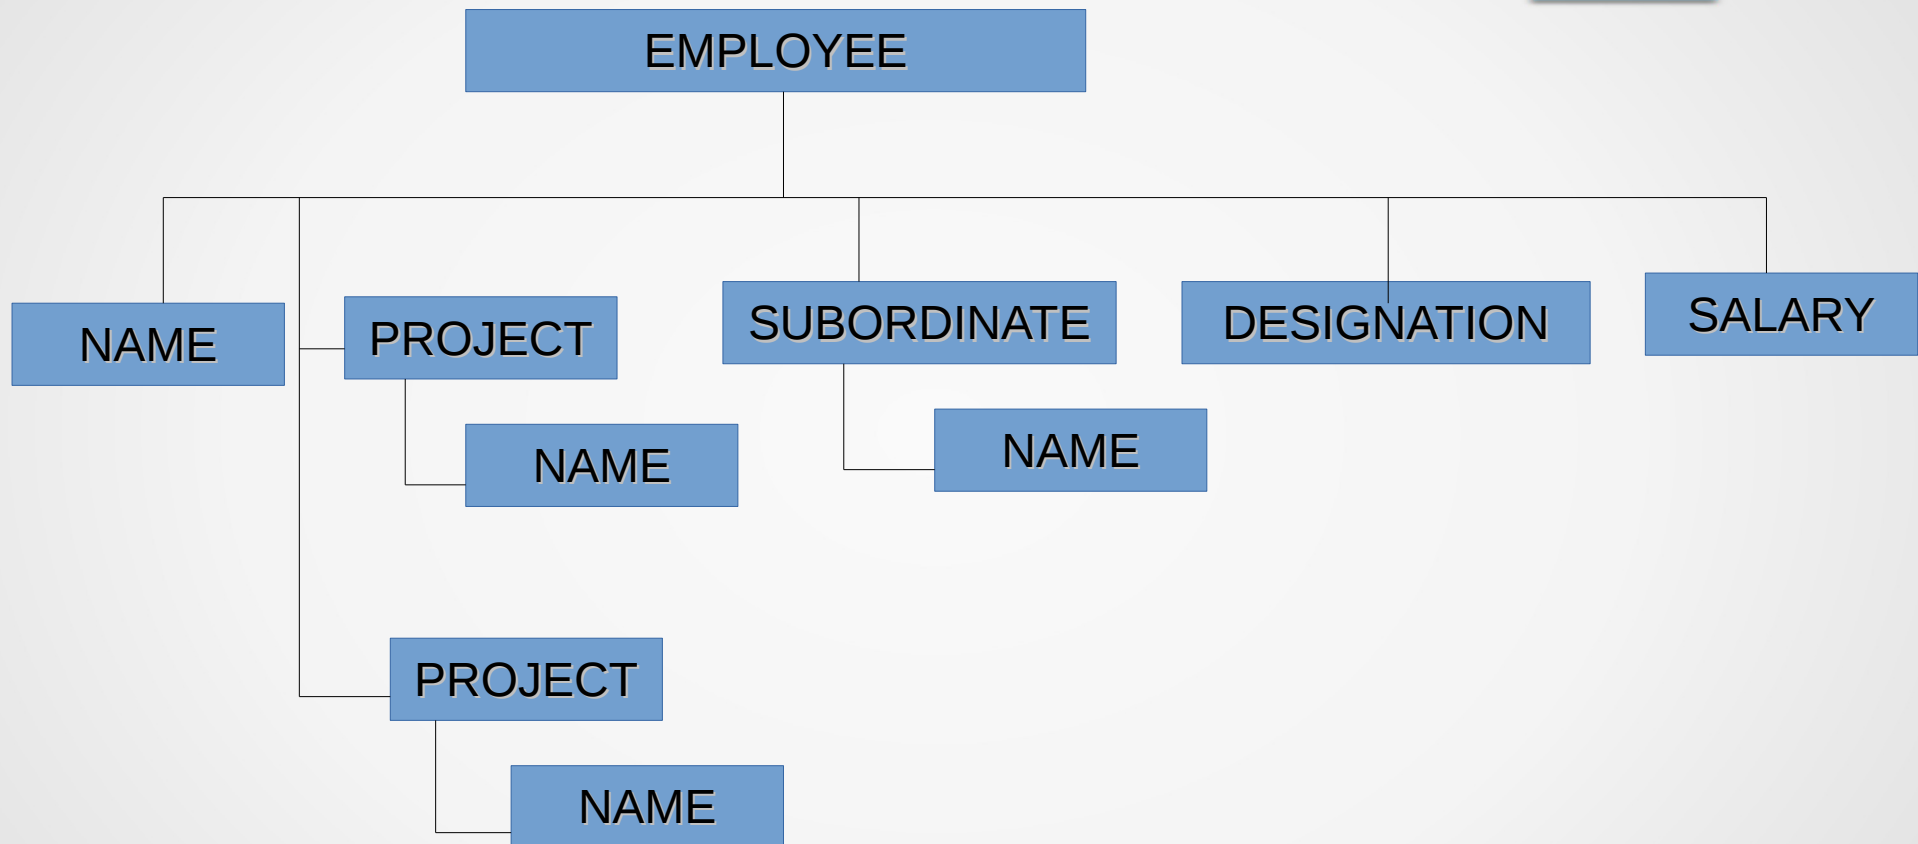 EMPLOYEE
NAME
PROJECT
SUBORDINATE
DESIGNATION
SALARY
NAME
NAME
PROJECT
NAME